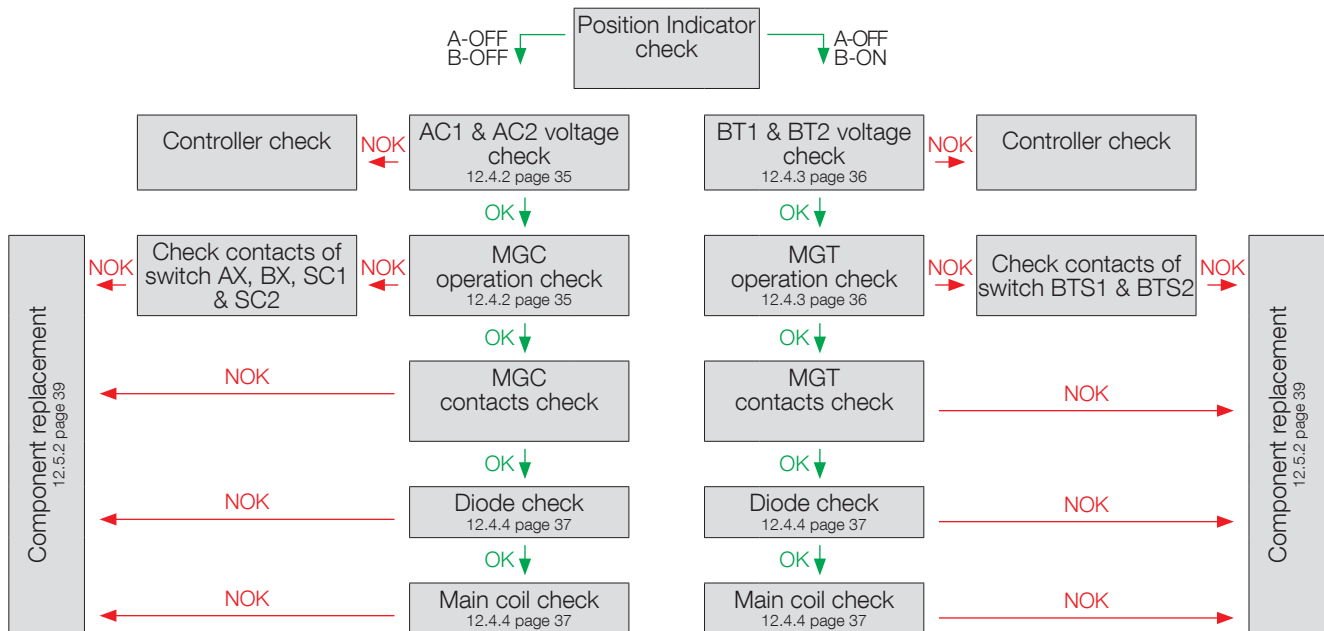 Position Indicator
check
A-OFF
B-OFF
A-OFF
B-ON
Controller check
NOK
AC1 & AC2 voltage
check
12.4.2 page 35
BT1 & BT2 voltage
check
12.4.3 page 36
NOK
Controller check
OK
OK
Component replacement
12.5.2 page 39
NOK
Check contacts of
switch AX, BX, SC1
& SC2
NOK
MGC
operation check
12.4.2 page 35
MGT
operation check
12.4.3 page 36
NOK
Check contacts of
switch BTS1 & BTS2
NOK
Component replacement
12.5.2 page 39
OK
OK
NOK
MGC
contacts check
MGT
contacts check
NOK
OK
OK
NOK
Diode check
12.4.4 page 37
Diode check
12.4.4 page 37
NOK
OK
OK
NOK
Main coil check
12.4.4 page 37
Main coil check
12.4.4 page 37
NOK